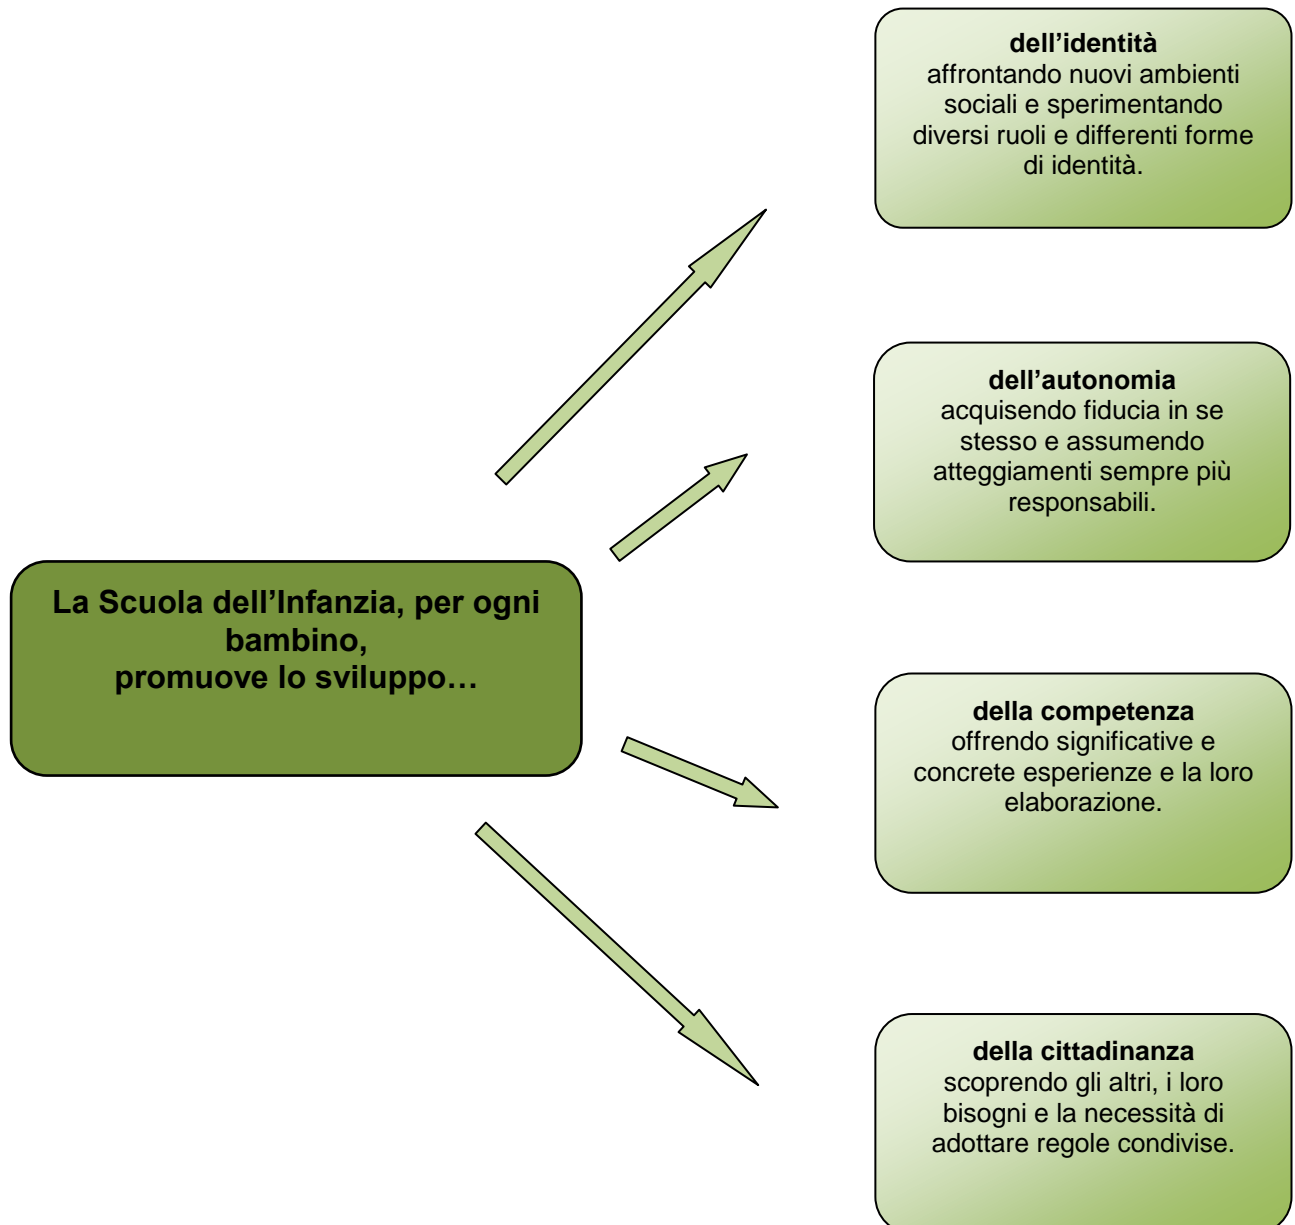 La Scuola dell’Infanzia, per ogni
bambino,
promuove lo sviluppo…
dell’identità
affrontando nuovi ambienti
sociali e sperimentando
diversi ruoli e differenti forme
di identità.
dell’autonomia
acquisendo fiducia in se
stesso e assumendo
atteggiamenti sempre più
responsabili.
della competenza
offrendo significative e
concrete esperienze e la loro
elaborazione.
della cittadinanza
scoprendo gli altri, i loro
bisogni e la necessità di
adottare regole condivise.